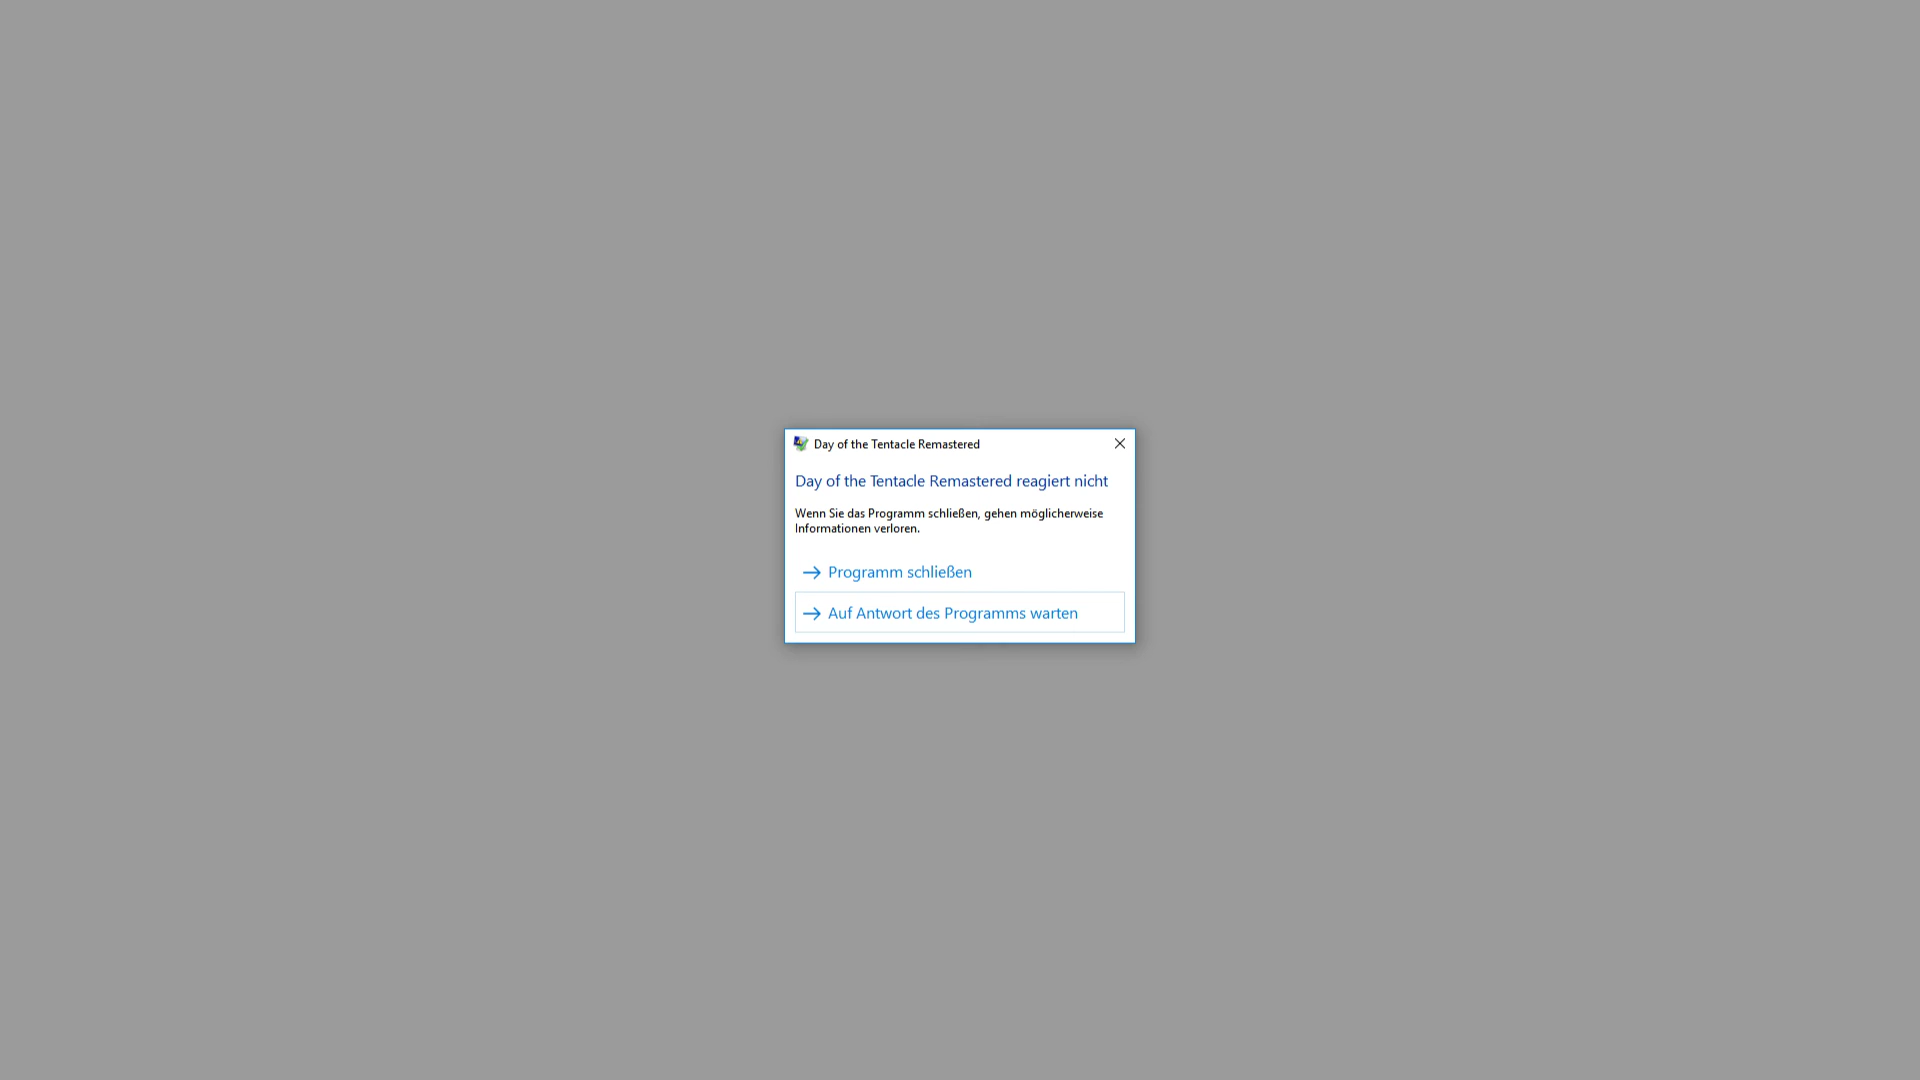 Day of the Tentacle Remastered
Day of the Tentacle Remastered reagiert nicht
Wenn Sie das Programm schließen, gehen möglicherweise
Informationen verloren.
Programm schließen
Auf Antwort des Programms warten